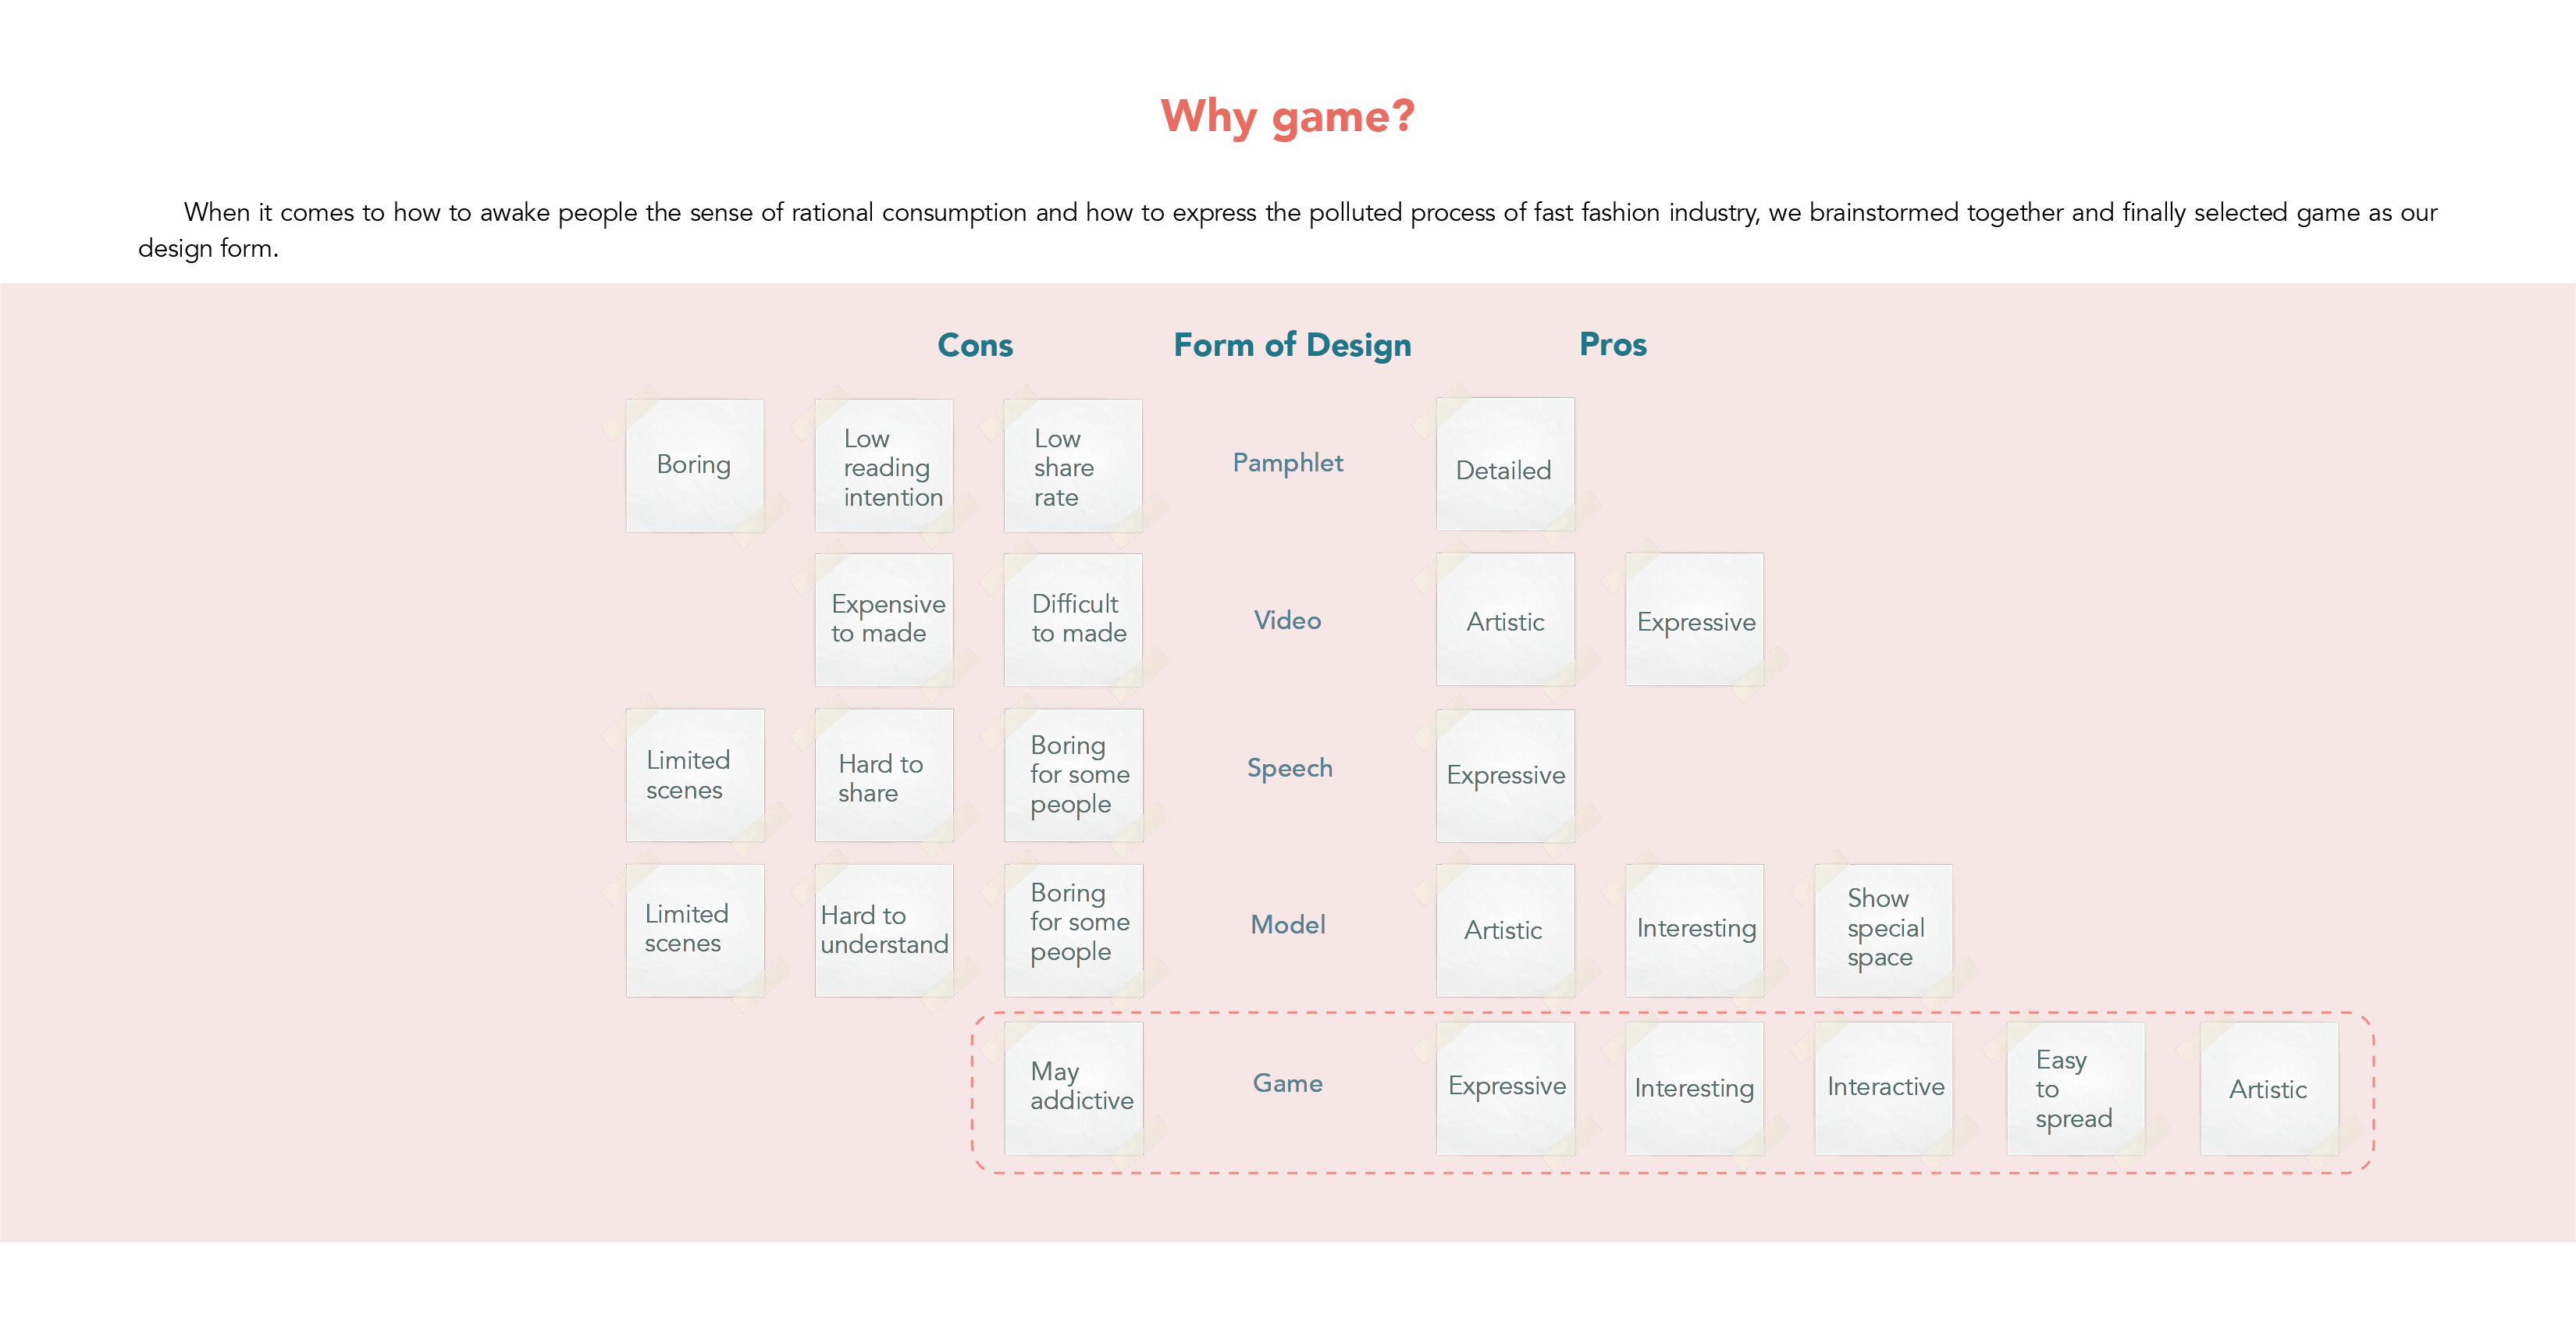 Why game?
When it comes to how to awake people the sense of rational consumption and how to express the polluted process of fast fashion industry, we brainstormed together and finally selected game as our
design form.
Cons
Form of Design
Pros
Boring
Low
reading
intention
Low
share
rate
Pamphlet
Detailed
Expensive
to made
Difficult
to made
Video
Artistic
Expressive
Limited
scenes
Hard to
share
Boring
for some
people
Speech
Expressive
Limited
scenes
Hard to
understand
Boring
for some
people
Model
Artistic
Interesting
Show
special
space
May
addictive
Game
Expressive
Interesting
Interactive
Easy
to
spread
Artistic